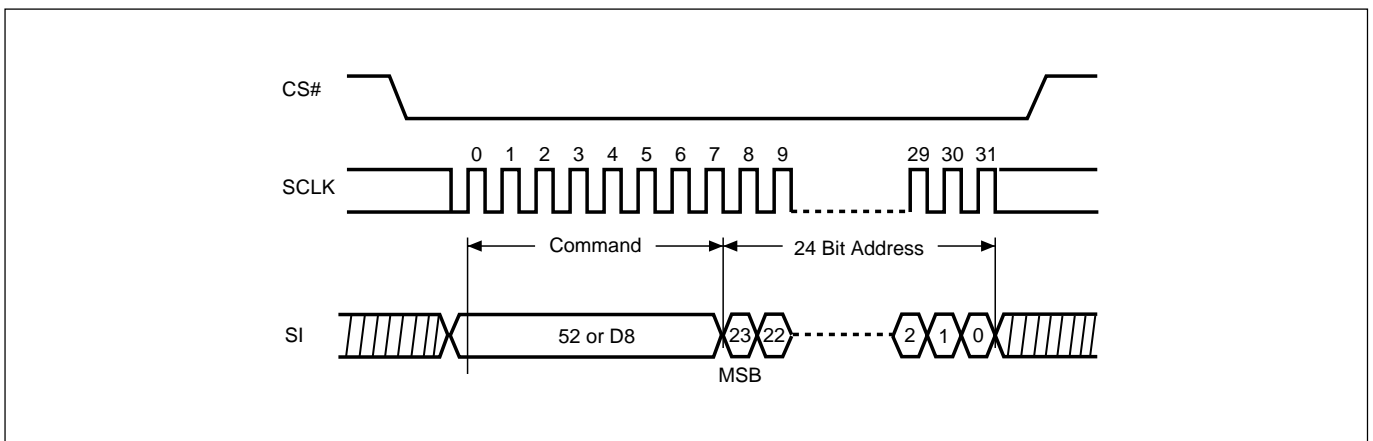 CS#
0 1 2 3 4 5 6 7 8 9 29 30 31
SCLK
Command 24 Bit Address
SI 52 or D8 23 22 2 1 0
MSB